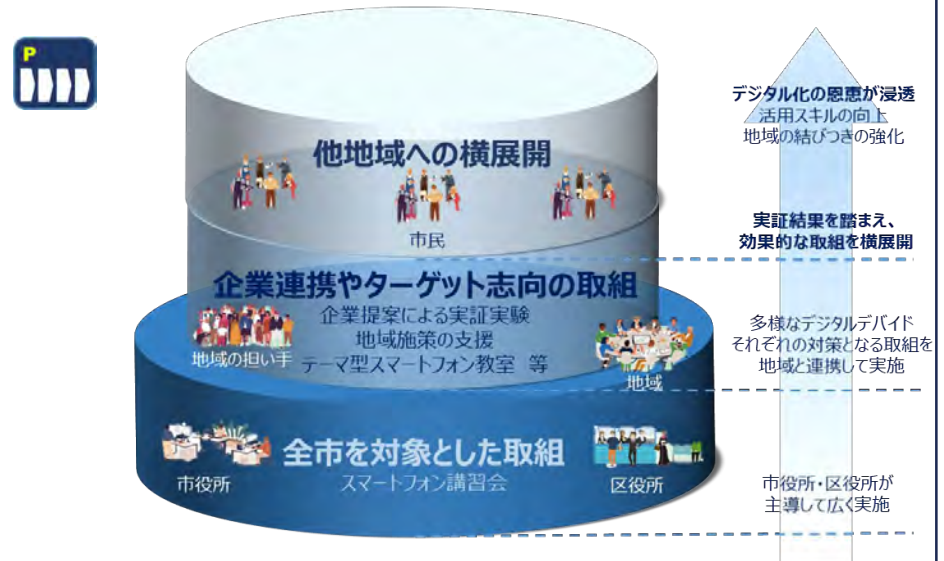 P
他地域への横展開
市民
企業連携やターゲット志向の取組
企業提案による実証実験
地域施策の支援
テーマ型スマートフォン教室 等
地域の担い手
地域
全市を対象とした取組
スマートフォン講習会
市役所
区役所
デジタル化の恩恵が浸透
活用スキルの向上
地域の結びつきの強化
実証結果を踏まえ、
効果的な取組を横展開
多様なデジタルデバイド
それぞれの対策となる取組を
地域と連携して実施
市役所・区役所が
主導して広く実施